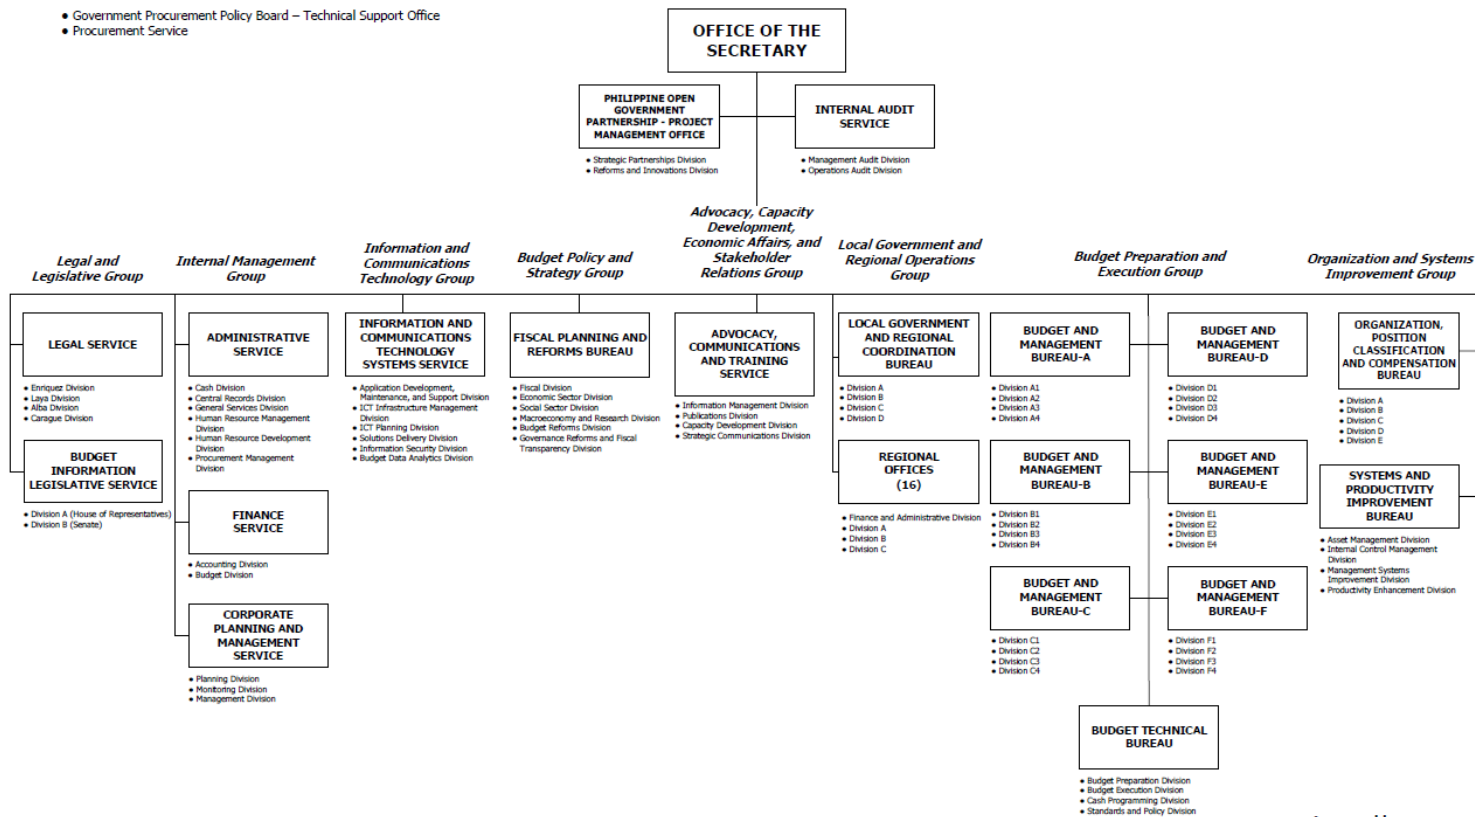 • Government Procurement Policy Board – Technical Support Office
• Procurement Service
OFFICE OF THE
SECRETARY
PHILIPPINE OPEN
GOVERNMENT
PARTNERSHIP - PROJECT
MANAGEMENT OFFICE
• Strategic Partnerships Division
• Reforms and Innovations Division
INTERNAL AUDIT
SERVICE
• Management Audit Division
• Operations Audit Division
Legal and
Legislative Group
LEGAL SERVICE
• Enriquez Division
• Laya Division
• Alba Division
• Carague Division
BUDGET
INFORMATION
LEGISLATIVE SERVICE
• Division A (House of Representatives)
• Division B (Senate)
Internal Management
Group
ADMINISTRATIVE
SERVICE
• Cash Division
• Central Records Division
• General Services Division
• Human Resource Management
Division
• Human Resource Development
Division
• Procurement Management
Division
FINANCE
SERVICE
• Accounting Division
• Budget Division
CORPORATE
PLANNING AND
MANAGEMENT
SERVICE
• Planning Division
• Monitoring Division
• Management Division
Information and
Communications
Technology Group
INFORMATION AND
COMMUNICATIONS
TECHNOLOGY
SYSTEMS SERVICE
• Application Development,
Maintenance, and Support Division
• ICT Infrastructure Management
Division
• ICT Planning Division
• Solutions Delivery Division
• Information Security Division
• Budget Data Analytics Division
Budget Policy and
Strategy Group
FISCAL PLANNING AND
REFORMS BUREAU
• Fiscal Division
• Economic Sector Division
• Social Sector Division
• Macroeconomy and Research Division
• Budget Reforms Division
• Governance Reforms and Fiscal
Transparency Division
Advocacy, Capacity
Development,
Economic Affairs, and
Stakeholder
Relations Group
ADVOCACY,
COMMUNICATIONS
AND TRAINING
SERVICE
• Information Management Division
• Publications Division
• Capacity Development Division
• Strategic Communications Division
Local Government and
Regional Operations
Group
LOCAL GOVERNMENT
AND REGIONAL
COORDINATION
BUREAU
• Division A
• Division B
• Division C
• Division D
REGIONAL
OFFICES
(16)
• Finance and Administrative Division
• Division A
• Division B
• Division C
Budget Preparation and
Execution Group
BUDGET AND
MANAGEMENT
BUREAU-A
• Division A1
• Division A2
• Division A3
• Division A4
BUDGET AND
MANAGEMENT
BUREAU-D
• Division D1
• Division D2
• Division D3
• Division D4
BUDGET AND
MANAGEMENT
BUREAU-B
• Division B1
• Division B2
• Division B3
• Division B4
BUDGET AND
MANAGEMENT
BUREAU-E
• Division E1
• Division E2
• Division E3
• Division E4
BUDGET AND
MANAGEMENT
BUREAU-C
• Division C1
• Division C2
• Division C3
• Division C4
BUDGET AND
MANAGEMENT
BUREAU-F
• Division F1
• Division F2
• Division F3
• Division F4
BUDGET TECHNICAL
BUREAU
• Budget Preparation Division
• Budget Execution Division
• Cash Programming Division
• Standards and Policy Division
Organization and Systems
Improvement Group
ORGANIZATION,
POSITION
CLASSIFICATION
AND COMPENSATION
BUREAU
• Division A
• Division B
• Division C
• Division D
• Division E
SYSTEMS AND
PRODUCTIVITY
IMPROVEMENT
BUREAU
• Asset Management Division
• Internal Control Management
Division
• Management Systems
Improvement Division
• Productivity Enhancement Division